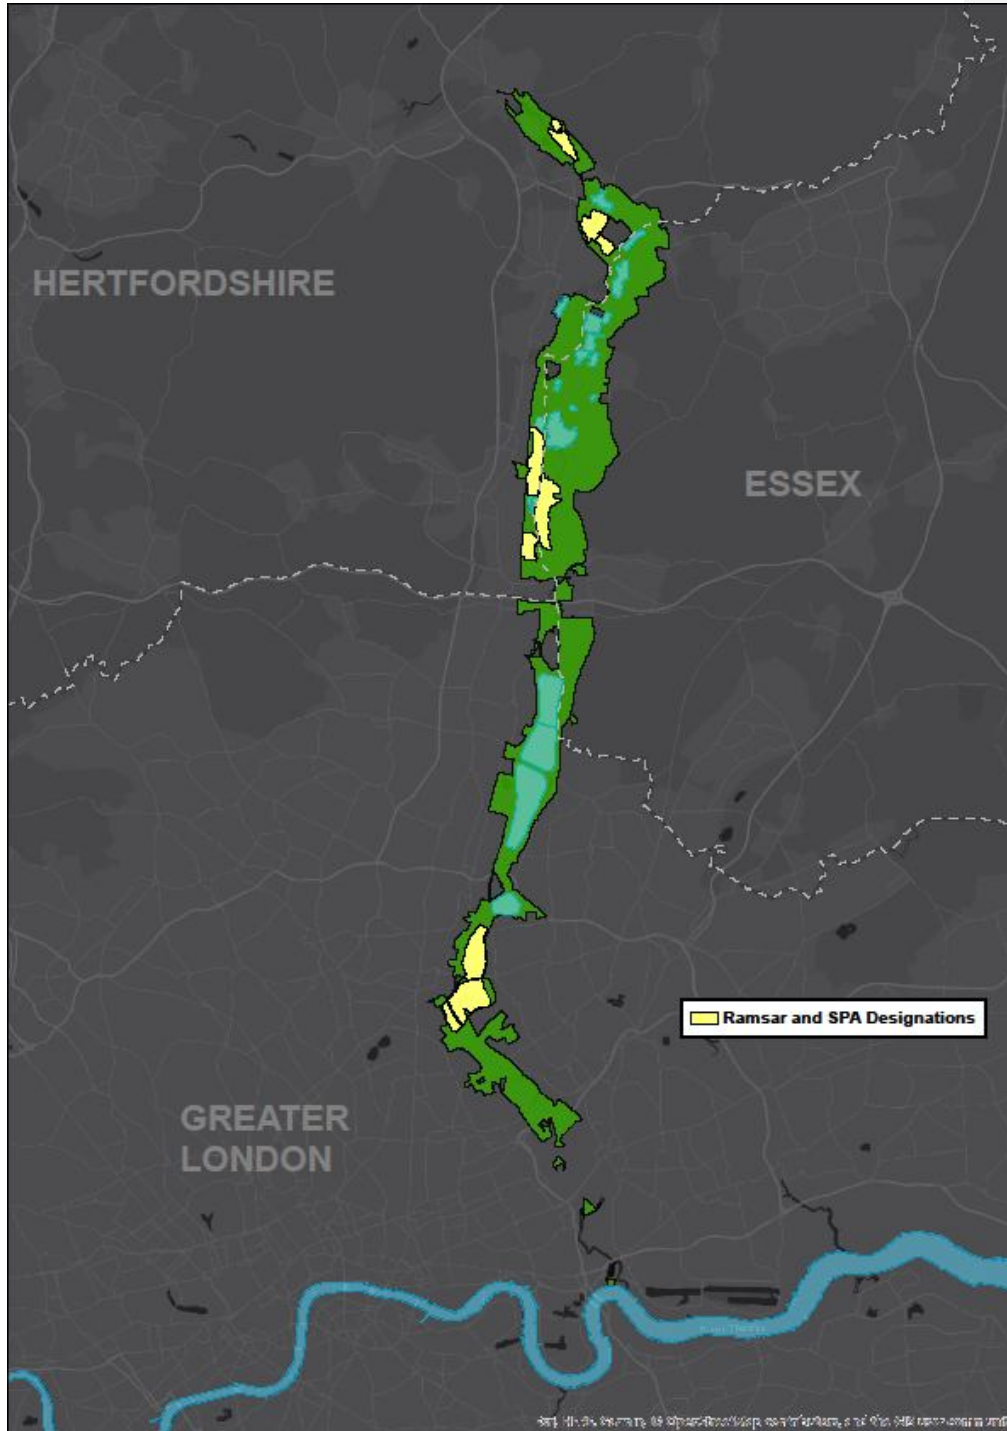 HERTFORDSHIRE
ESSEX
Ramsar and SPA Designations
GREATER
LONDON